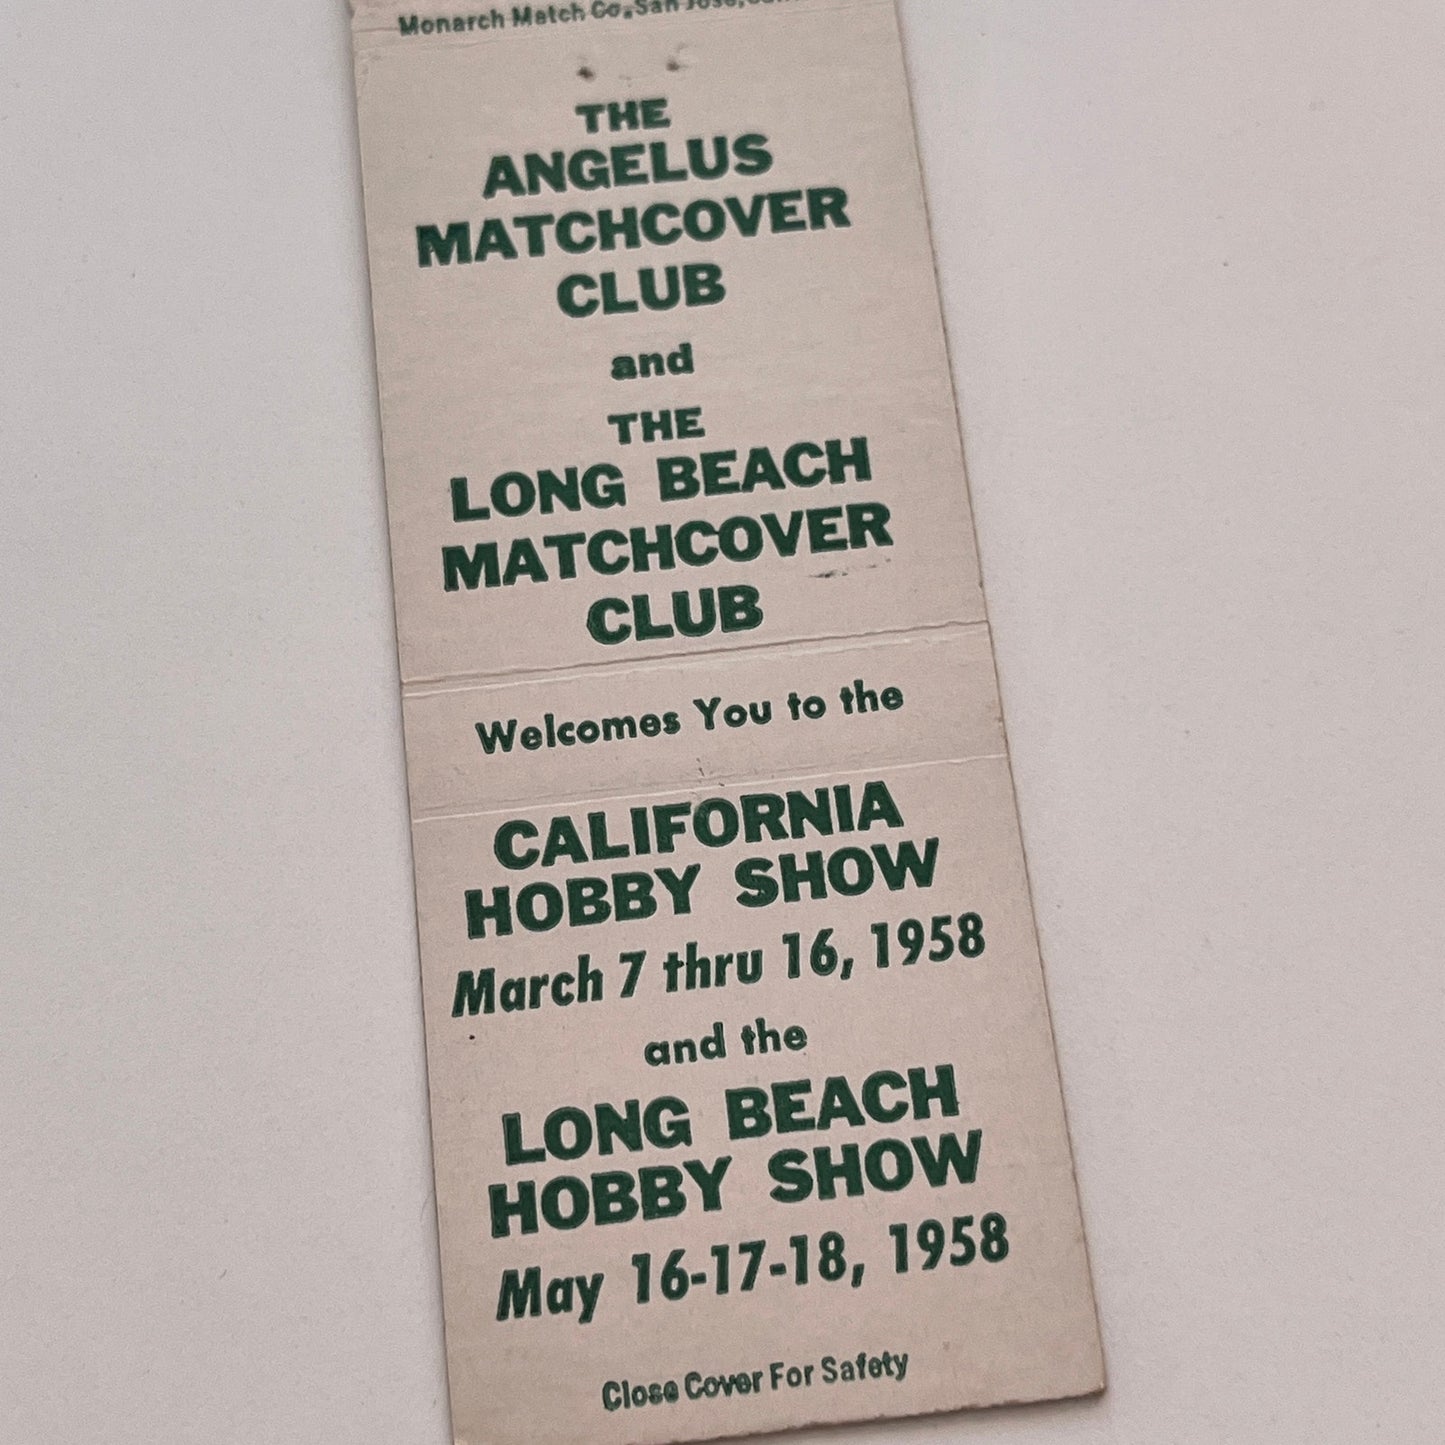 Monarch Match Co., San Jose,
THE
ANGELUS
MATCHCOVER
CLUB
and
THE
LONG BEACH
MATCHCOVER
CLUB
Welcomes You to the
CALIFORNIA
HOBBY SHOW
March 7 thru 16, 1958
and the
LONG BEACH
HOBBY SHOW
May 16-17-18, 1958
Close Cover For Safety